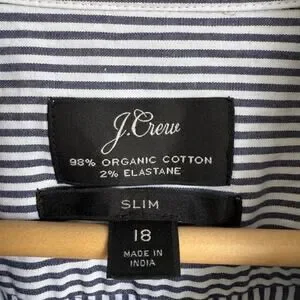 J.Crew
98% ORGANIC COTTON
2% ELASTANE
SLIM
18
MADE IN
INDIA